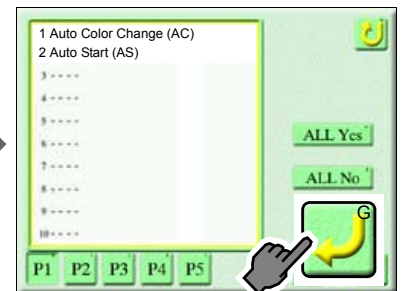 1 Auto Color Change (AC)
2 Auto Start (AS)
3 - - - -
4 - - - -
5 - - - -
6 - - - -
7 - - - -
8 - - - -
9 - - - -
10 - - - -
ALL Yes
ALL No
G
P1 P2 P3 P4 P5